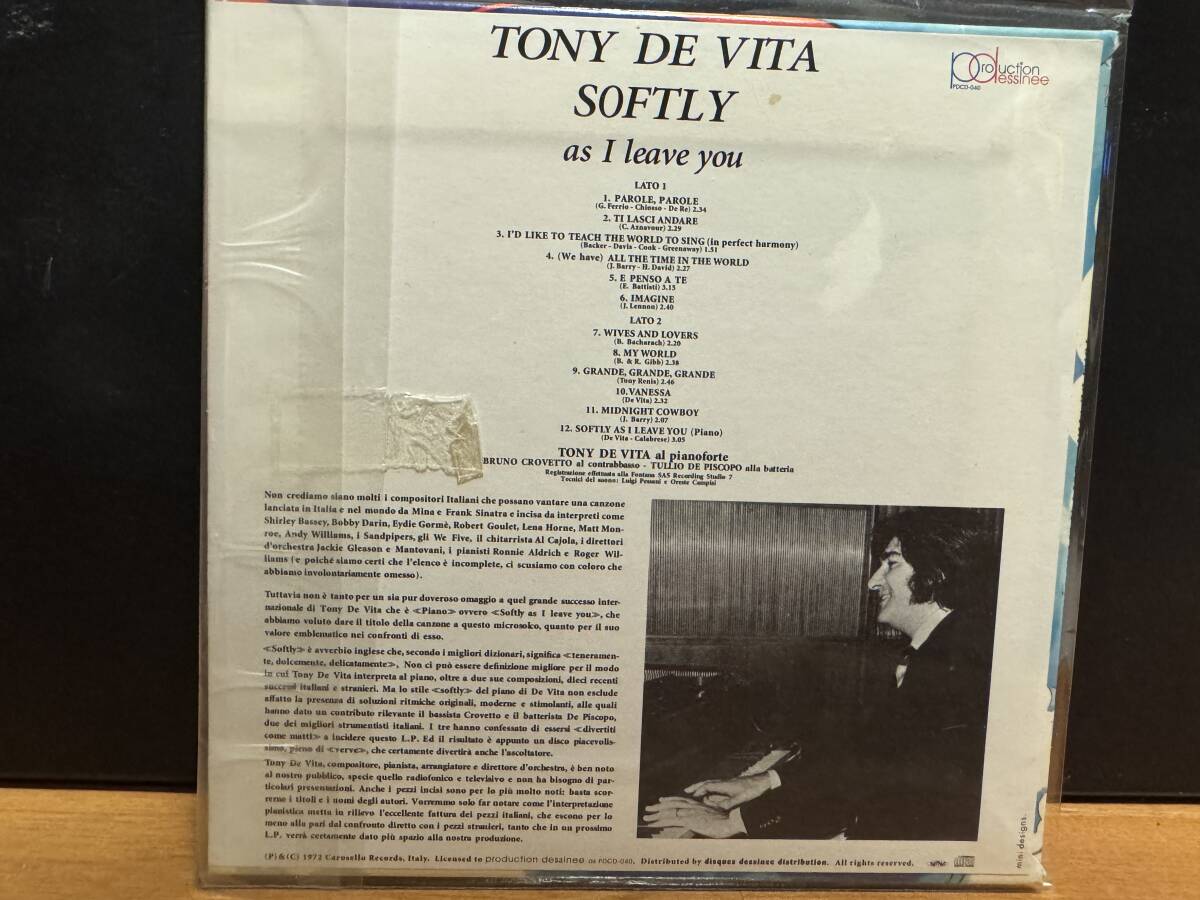 TONY DE VITA
SOFTLY
as I leave you
production
dessinee
PDCD-040
LATO 1
1. PAROLE, PAROLE
(G. Ferrio - Chiosso - De Re) 2.34
2. TI LASCI ANDARE
(C. Aznavour) 2.29
3. I'D LIKE TO TEACH THE WORLD TO SING (in perfect harmony)
(Backer - Davis - Cook - Greenaway) 1.51
4. (We have) ALL THE TIME IN THE WORLD
(J. Barry - H. David) 2.27
5. E PENSO A TE
(E. Battisti) 3.15
6. IMAGINE
(J. Lennon) 2.40
LATO 2
7. WIVES AND LOVERS
(B. Bacharach) 2.20
8. MY WORLD
(B. & R. Gibb) 2.38
9. GRANDE, GRANDE, GRANDE
(Tony Renis) 2.46
10. VANESSA
(De Vita) 2.32
11. MIDNIGHT COWBOY
(J. Barry) 2.07
12. SOFTLY AS I LEAVE YOU (Piano)
(De Vita - Calabrese) 3.05
TONY DE VITA al pianoforte
BRUNO CROVETTO al contrabbasso - TULLIO DE PISCOPO alla batteria
Registrazione effettuata alla Fontana SAS Recording Studio 7
Tecnici del suono: Luigi Pessani e Oreste Campisi
Non crediamo siano molti i compositori Italiani che possano vantare una canzone
lanciata in Italia e nel mondo da Mina e Frank Sinatra e incisa da interpreti come
Shirley Bassey, Bobby Darin, Eydie Gormè, Robert Goulet, Lena Horne, Matt Mon-
roe, Andy Williams, i Sandpipers, gli We Five, il chitarrista Al Cajola, i direttori
d'orchestra Jackie Gleason e Mantovani, i pianisti Ronnie Aldrich e Roger Wil-
liams (e poiché siamo certi che l'elenco è incompleto, ci scusiamo con coloro che
abbiamo involontariamente omesso).
Tuttavia non è tanto per un sia pur doveroso omaggio a quel grande successo inter-
nazionale di Tony De Vita che è <<Piano>> ovvero <<Softly as I leave you>>, che
abbiamo voluto dare il titolo della canzone a questo microsolco, quanto per il suo
valore emblematico nei confronti di esso.
<<Softly>> è avverbio inglese che, secondo i migliori dizionari, significa <<teneramen-
te, dolcemente, delicatamente>>, Non ci può essere definizione migliore per il modo
in cui Tony De Vita interpreta al piano, oltre a due sue composizioni, dieci recenti
successi italiani e stranieri. Ma lo stile <<softly>> del piano di De Vita non esclude
affatto la presenza di soluzioni ritmiche originali, moderne e stimolanti, alle quali
hanno dato un contributo rilevante il bassista Crovetto e il batterista De Piscopo,
due dei migliori strumentisti italiani. I tre hanno confessato di essersi <<divertiti
come matti>> a incidere questo L.P. Ed il risultato è appunto un disco piacevolis-
simo, pieno di <<verve>>, che certamente divertirà anche l'ascoltatore.
Tony De Vita, compositore, pianista, arrangiatore e direttore d'orchestra, è ben noto
al nostro pubblico, specie quello radiofonico e televisivo e non ha bisogno di par-
ticolari presentazioni. Anche i pezzi incisi sono per lo più molto noti: basta scor-
rerne i titoli e i nomi degli autori. Vorremmo solo far notare come l'interpretazione
pianistica metta in rilievo l'eccellente fattura dei pezzi italiani, che escono per lo
meno alla pari dal confronto diretto con i pezzi stranieri, tanto che in un prossimo
L.P. verrà certamente dato più spazio alla nostra produzione.
(P)&(C) 1972 Carosello Records, Italy. Licensed to production dessinee as PDCD-040. Distributed by disques dessinee distribution. All rights reserved.
mini designs.